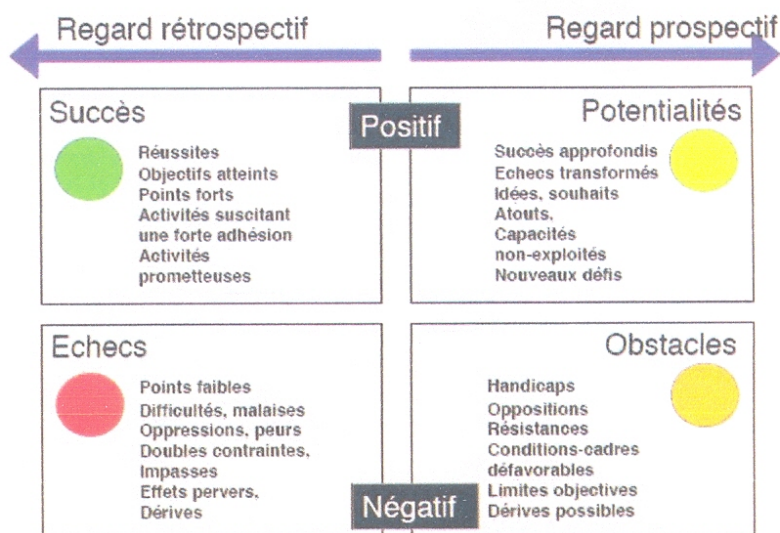 Regard rétrospectif
Regard prospectif
Succès
Positif
Potentialités
Réussites
Objectifs atteints
Points forts
Activités suscitant
une forte adhésion
Activités
prometteuses
Succès approfondis
Echecs transformés
Idées, souhaits
Atouts,
Capacités
non-exploités
Nouveaux défis
Echecs
Obstacles
Points faibles
Difficultés, malaises
Oppressions, peurs
Doubles contraintes,
Impasses
Effets pervers,
Dérives
Négatif
Handicaps
Oppositions
Résistances
Conditions-cadres
défavorables
Limites objectives
Dérives possibles